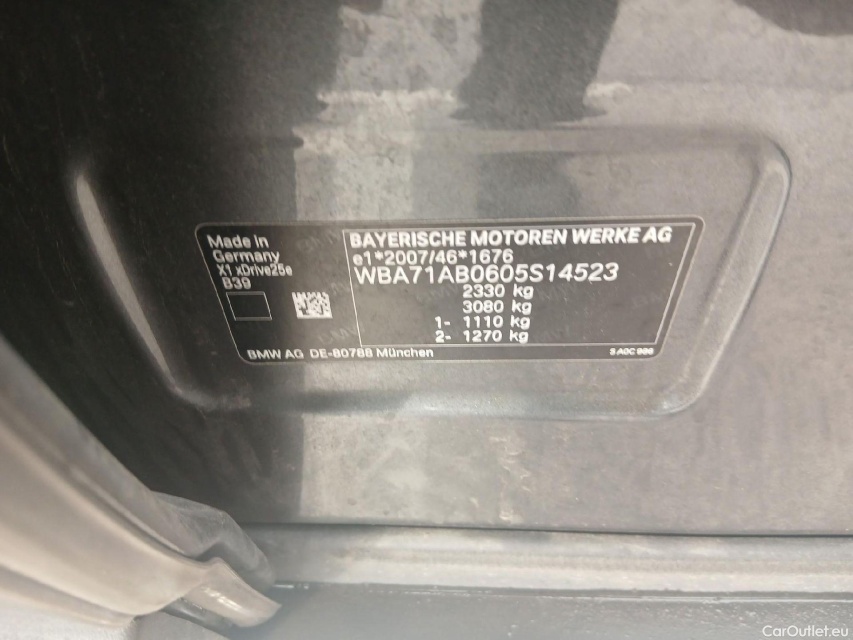 Made in
Germany
X1 xDrive25e
B39
BAYERISCHE MOTOREN WERKE AG
e1*2007/46*1676
WBA71AB0605S14523
2330 kg
3080 kg
1- 1110 kg
2- 1270 kg
BMW AG DE-80788 München
CarOutlet.eu